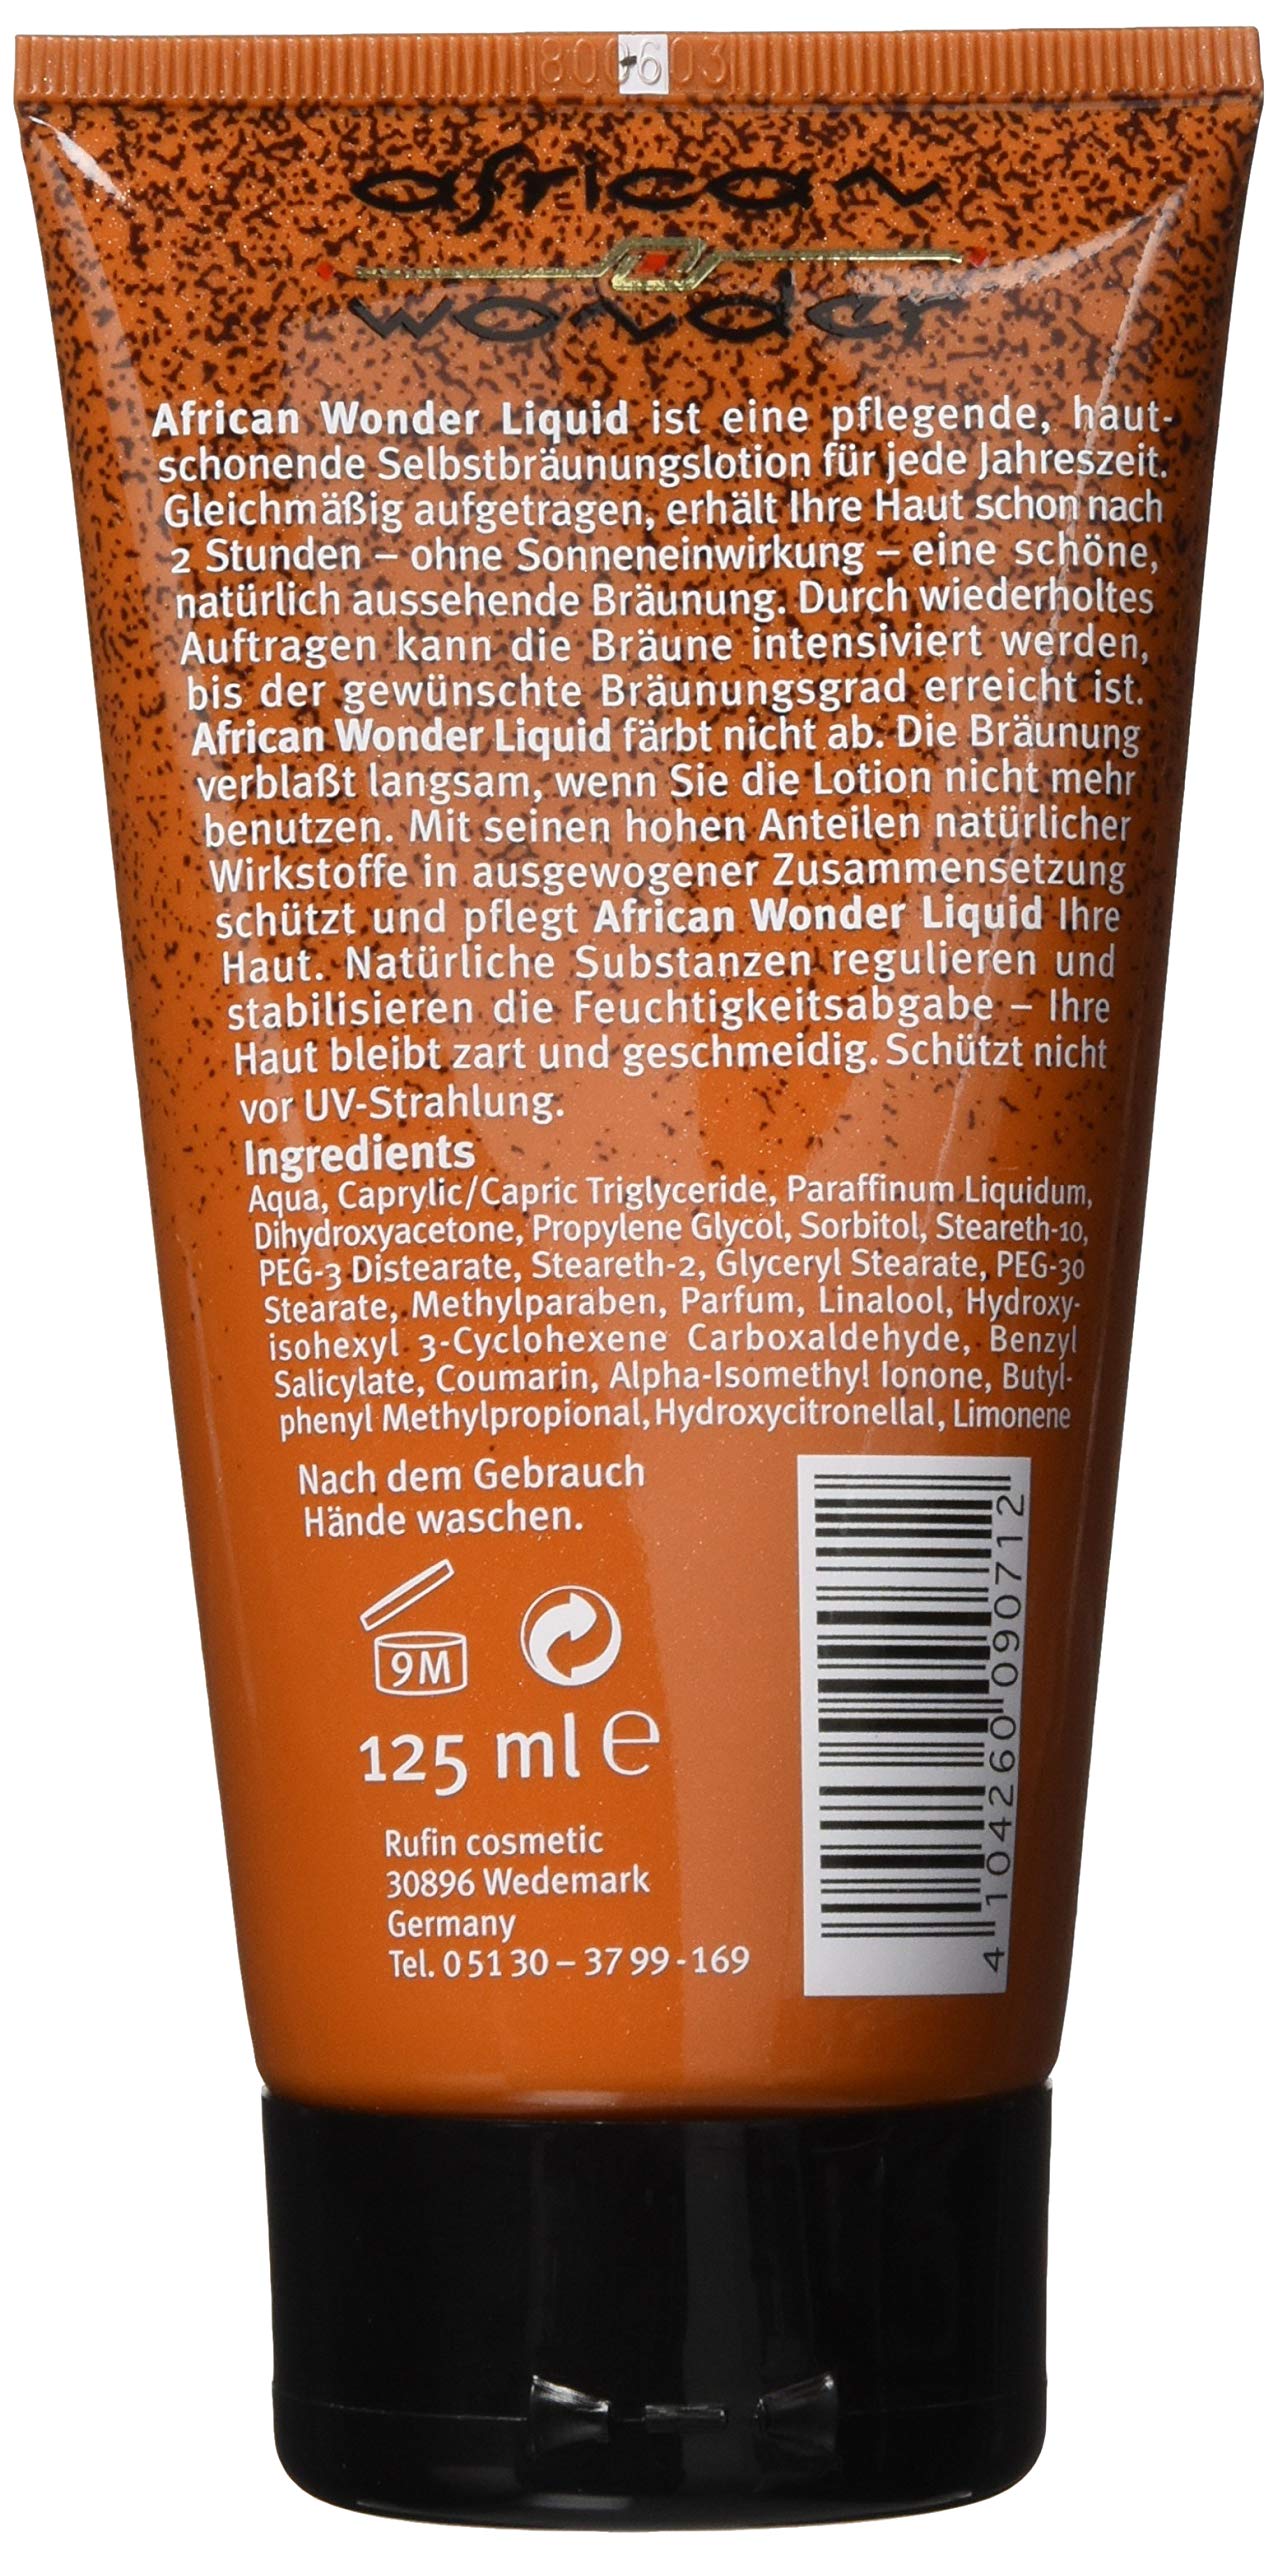 800603
african
wonder
African Wonder Liquid ist eine pflegende, haut-
schonende Selbstbräunungslotion für jede Jahreszeit.
Gleichmäßig aufgetragen, erhält Ihre Haut schon nach
2 Stunden – ohne Sonneneinwirkung – eine schöne,
natürlich aussehende Bräunung. Durch wiederholtes
Auftragen kann die Bräune intensiviert werden,
bis der gewünschte Bräunungsgrad erreicht ist.
African Wonder Liquid färbt nicht ab. Die Bräunung
verblaßt langsam, wenn Sie die Lotion nicht mehr
benutzen. Mit seinen hohen Anteilen natürlicher
Wirkstoffe in ausgewogener Zusammensetzung
schützt und pflegt African Wonder Liquid Ihre
Haut. Natürliche Substanzen regulieren und
stabilisieren die Feuchtigkeitsabgabe – Ihre
Haut bleibt zart und geschmeidig. Schützt nicht
vor UV-Strahlung.
Ingredients
Aqua, Caprylic/Capric Triglyceride, Paraffinum Liquidum,
Dihydroxyacetone, Propylene Glycol, Sorbitol, Steareth-10,
PEG-3 Distearate, Steareth-2, Glyceryl Stearate, PEG-30
Stearate, Methylparaben, Parfum, Linalool, Hydroxy-
isohexyl 3-Cyclohexene Carboxaldehyde, Benzyl
Salicylate, Coumarin, Alpha-Isomethyl Ionone, Butyl-
phenyl Methylpropional, Hydroxycitronellal, Limonene
Nach dem Gebrauch
Hände waschen.
9M
125 ml e
Rufin cosmetic
30896 Wedemark
Germany
Tel. 0 51 30 – 37 99 - 169
4 104260 090712